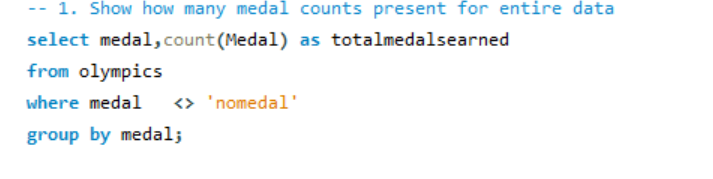 -- 1. Show how many medal counts present for entire data
select medal,count(Medal) as totalmedalsearned
from olympics
where medal   <> 'nomedal'
group by medal;